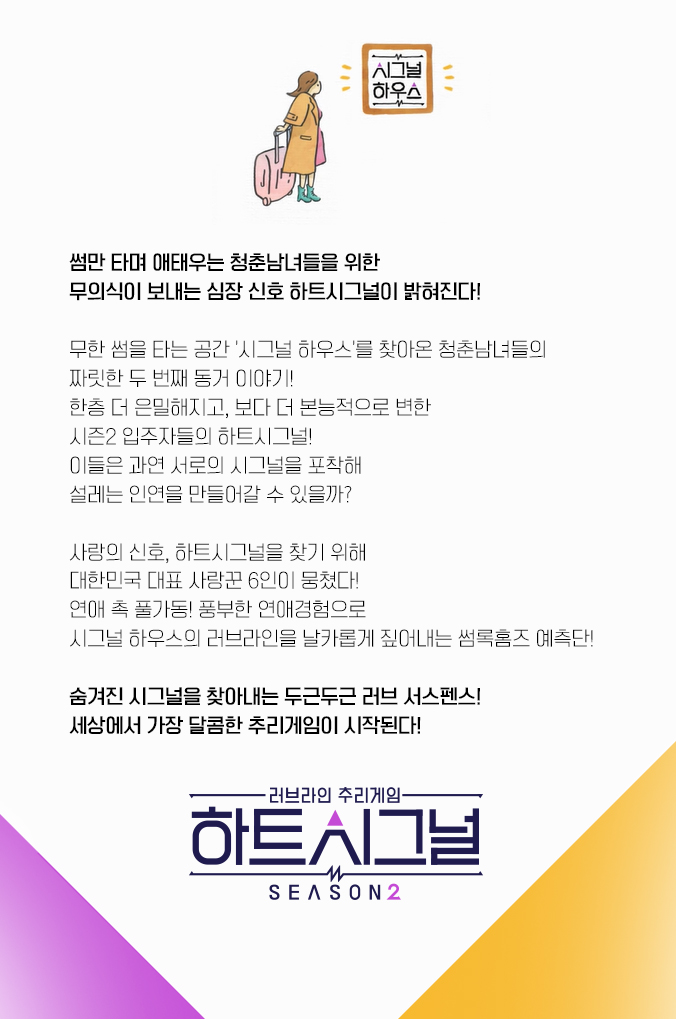 시그널
하우스
썸만 타며 애태우는 청춘남녀들을 위한
무의식이 보내는 심장 신호 하트시그널이 밝혀진다!
무한 썸을 타는 공간 '시그널 하우스'를 찾아온 청춘남녀들의
짜릿한 두 번째 동거 이야기!
한층 더 은밀해지고, 보다 더 본능적으로 변한
시즌2 입주자들의 하트시그널!
이들은 과연 서로의 시그널을 포착해
설레는 인연을 만들어갈 수 있을까?
사랑의 신호, 하트시그널을 찾기 위해
대한민국 대표 사랑꾼 6인이 뭉쳤다!
연애 촉 풀가동! 풍부한 연애경험으로
시그널 하우스의 러브라인을 날카롭게 짚어내는 썸록홈즈 예측단!
숨겨진 시그널을 찾아내는 두근두근 러브 서스펜스!
세상에서 가장 달콤한 추리게임이 시작된다!
러브라인 추리게임
하트시그널
SEASON2